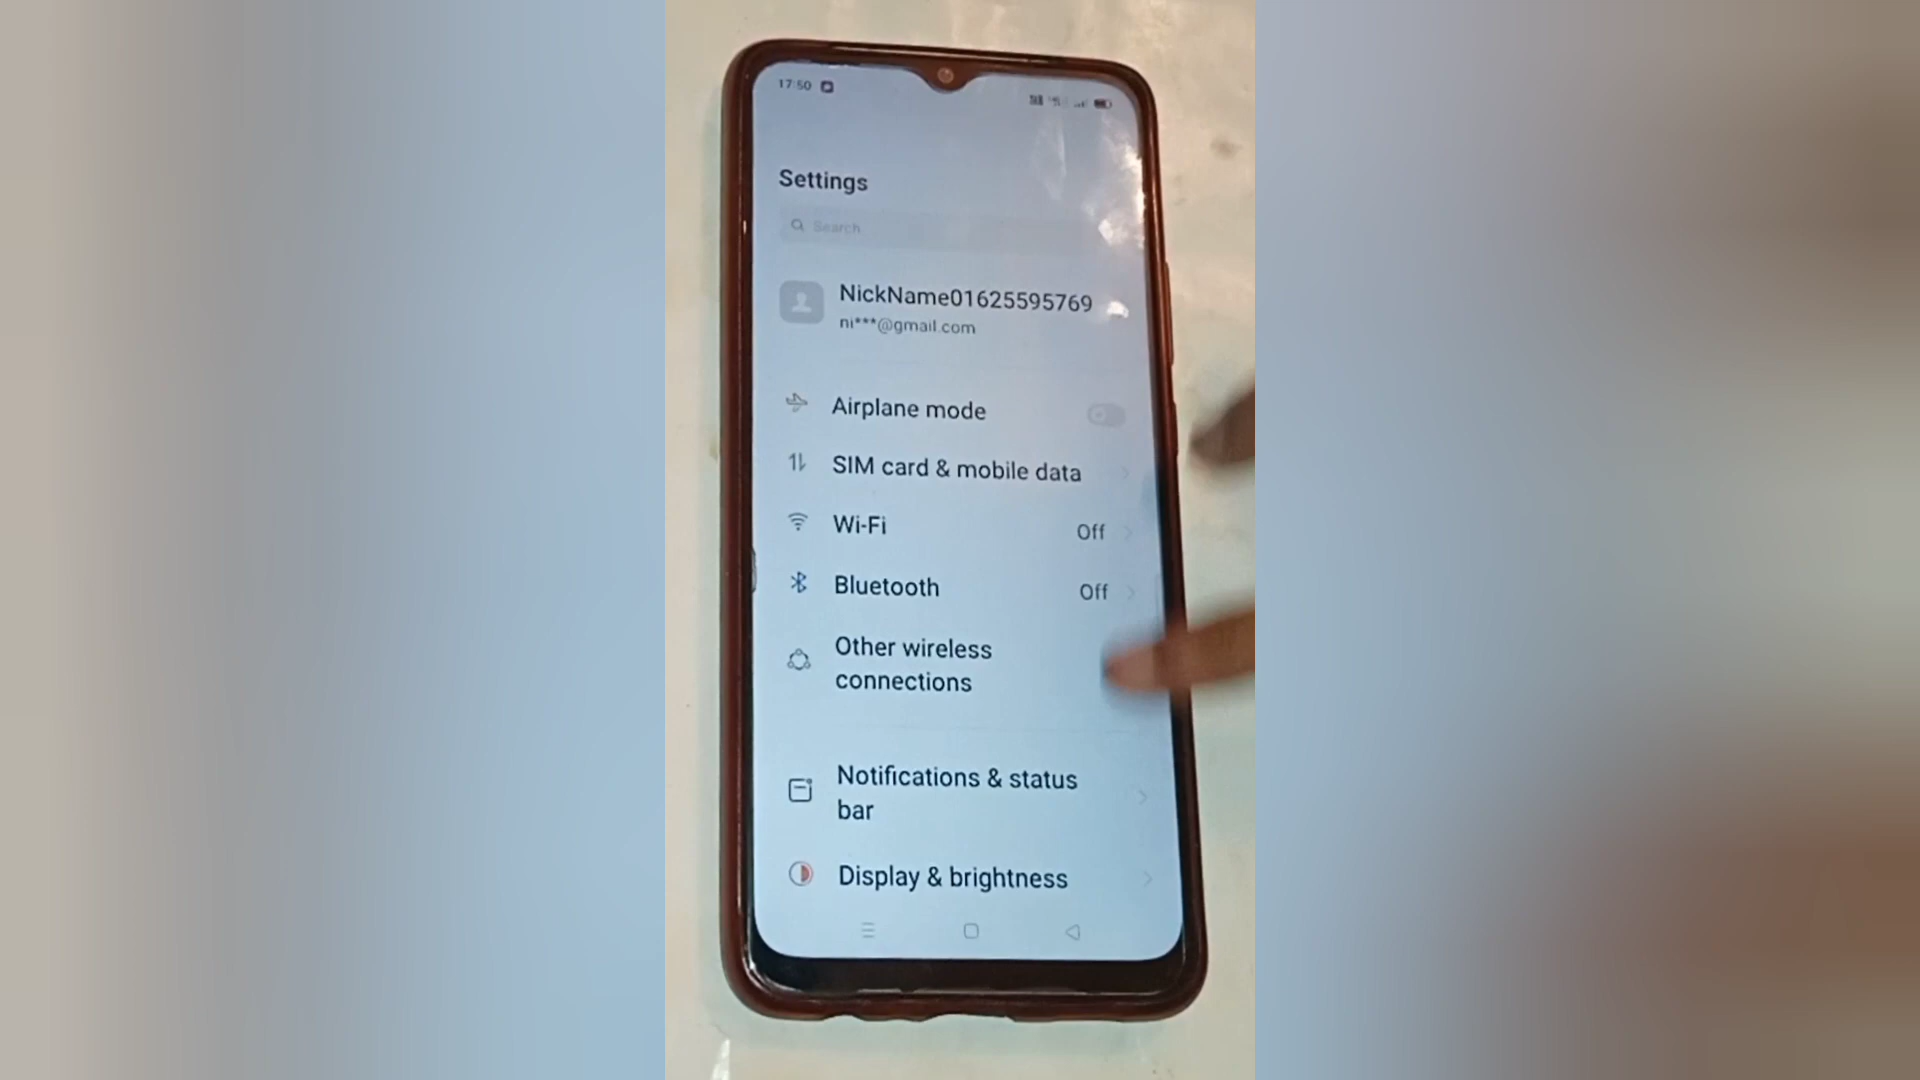 17:50
Settings
Search
NickName01625595769
ni***@gmail.com
Airplane mode
SIM card & mobile data
Wi-Fi
Off
Bluetooth
Off
Other wireless
connections
Notifications & status
bar
Display & brightness